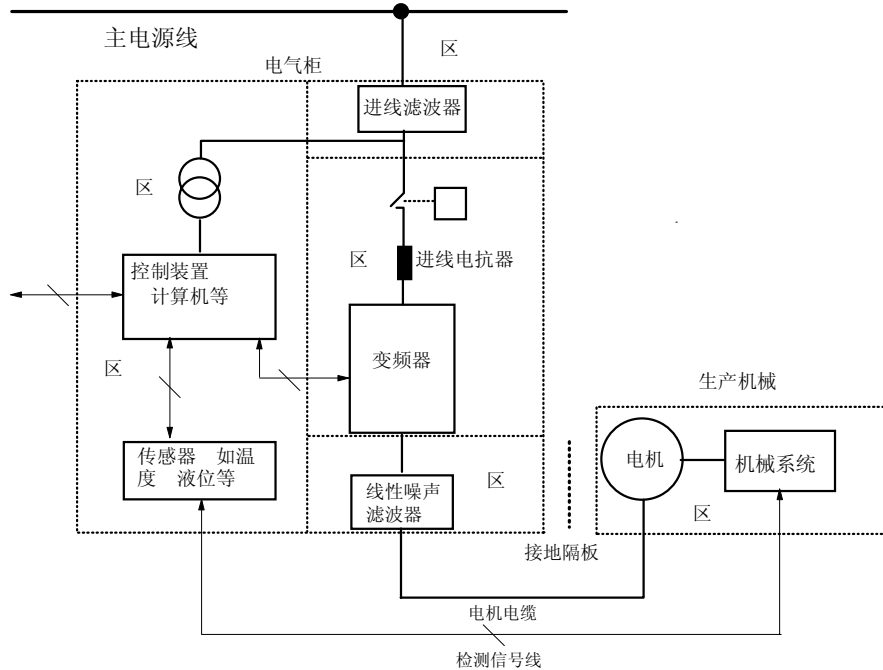 主电源线
区
电气柜
进线滤波器
区
区
进线电抗器
控制装置
计算机等
变频器
区
生产机械
传感器 如温
度 液位等
电机
机械系统
线性噪声
滤波器
区
区
接地隔板
电机电缆
检测信号线